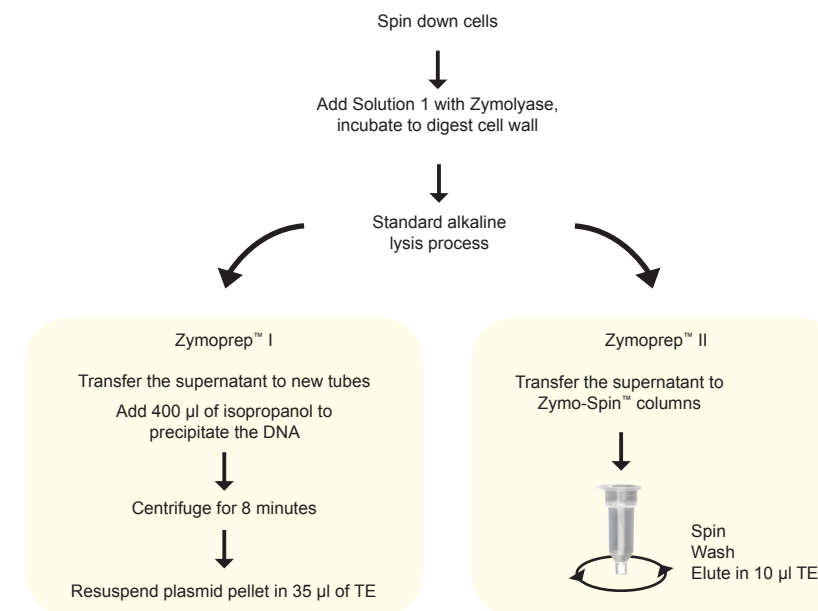 Spin down cells
Add Solution 1 with Zymolyase,
incubate to digest cell wall
Standard alkaline
lysis process
Zymoprep™ I
Transfer the supernatant to new tubes
Add 400 µl of isopropanol to
precipitate the DNA
Centrifuge for 8 minutes
Resuspend plasmid pellet in 35 µl of TE
Zymoprep™ II
Transfer the supernatant to
Zymo-Spin™ columns
Spin
Wash
Elute in 10 µl TE